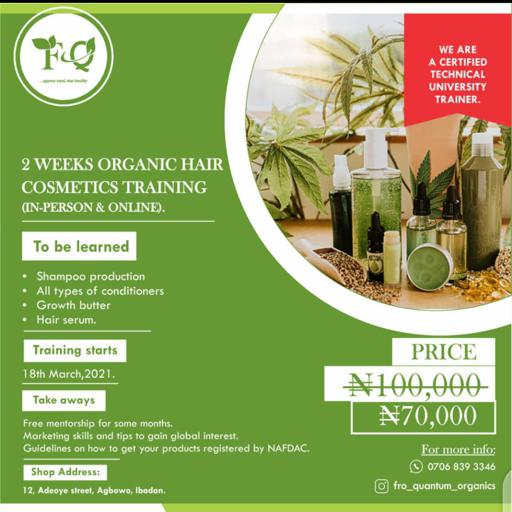 F&Q
WE ARE
A CERTIFIED
TECHNICAL
UNIVERSITY
TRAINER.
2 WEEKS ORGANIC HAIR
COSMETICS TRAINING
(IN-PERSON & ONLINE).
To be learned
• Shampoo production
• All types of conditioners
• Growth butter
• Hair serum.
Training starts
18th March,2021.
Take aways
Free mentorship for some months.
Marketing skills and tips to gain global interest.
Guidelines on how to get your products registered by NAFDAC.
Shop Address:
12, Adeoye street, Agbowo, Ibadan.
PRICE
₦100,000
₦70,000
For more info:
0706 839 3346
fro_quantum_organics